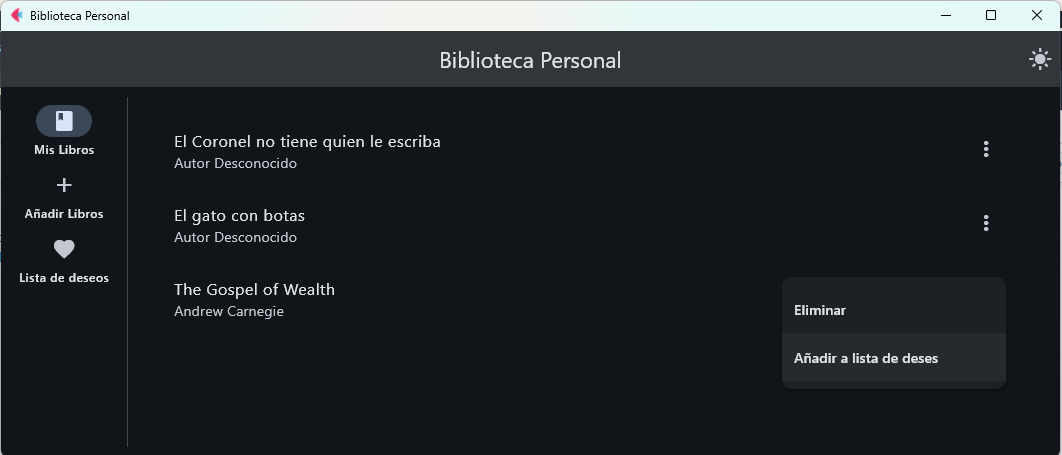 Biblioteca Personal
Biblioteca Personal
Mis Libros
Añadir Libros
Lista de deseos
El Coronel no tiene quien le escriba
Autor Desconocido
El gato con botas
Autor Desconocido
The Gospel of Wealth
Andrew Carnegie
Eliminar
Añadir a lista de deses